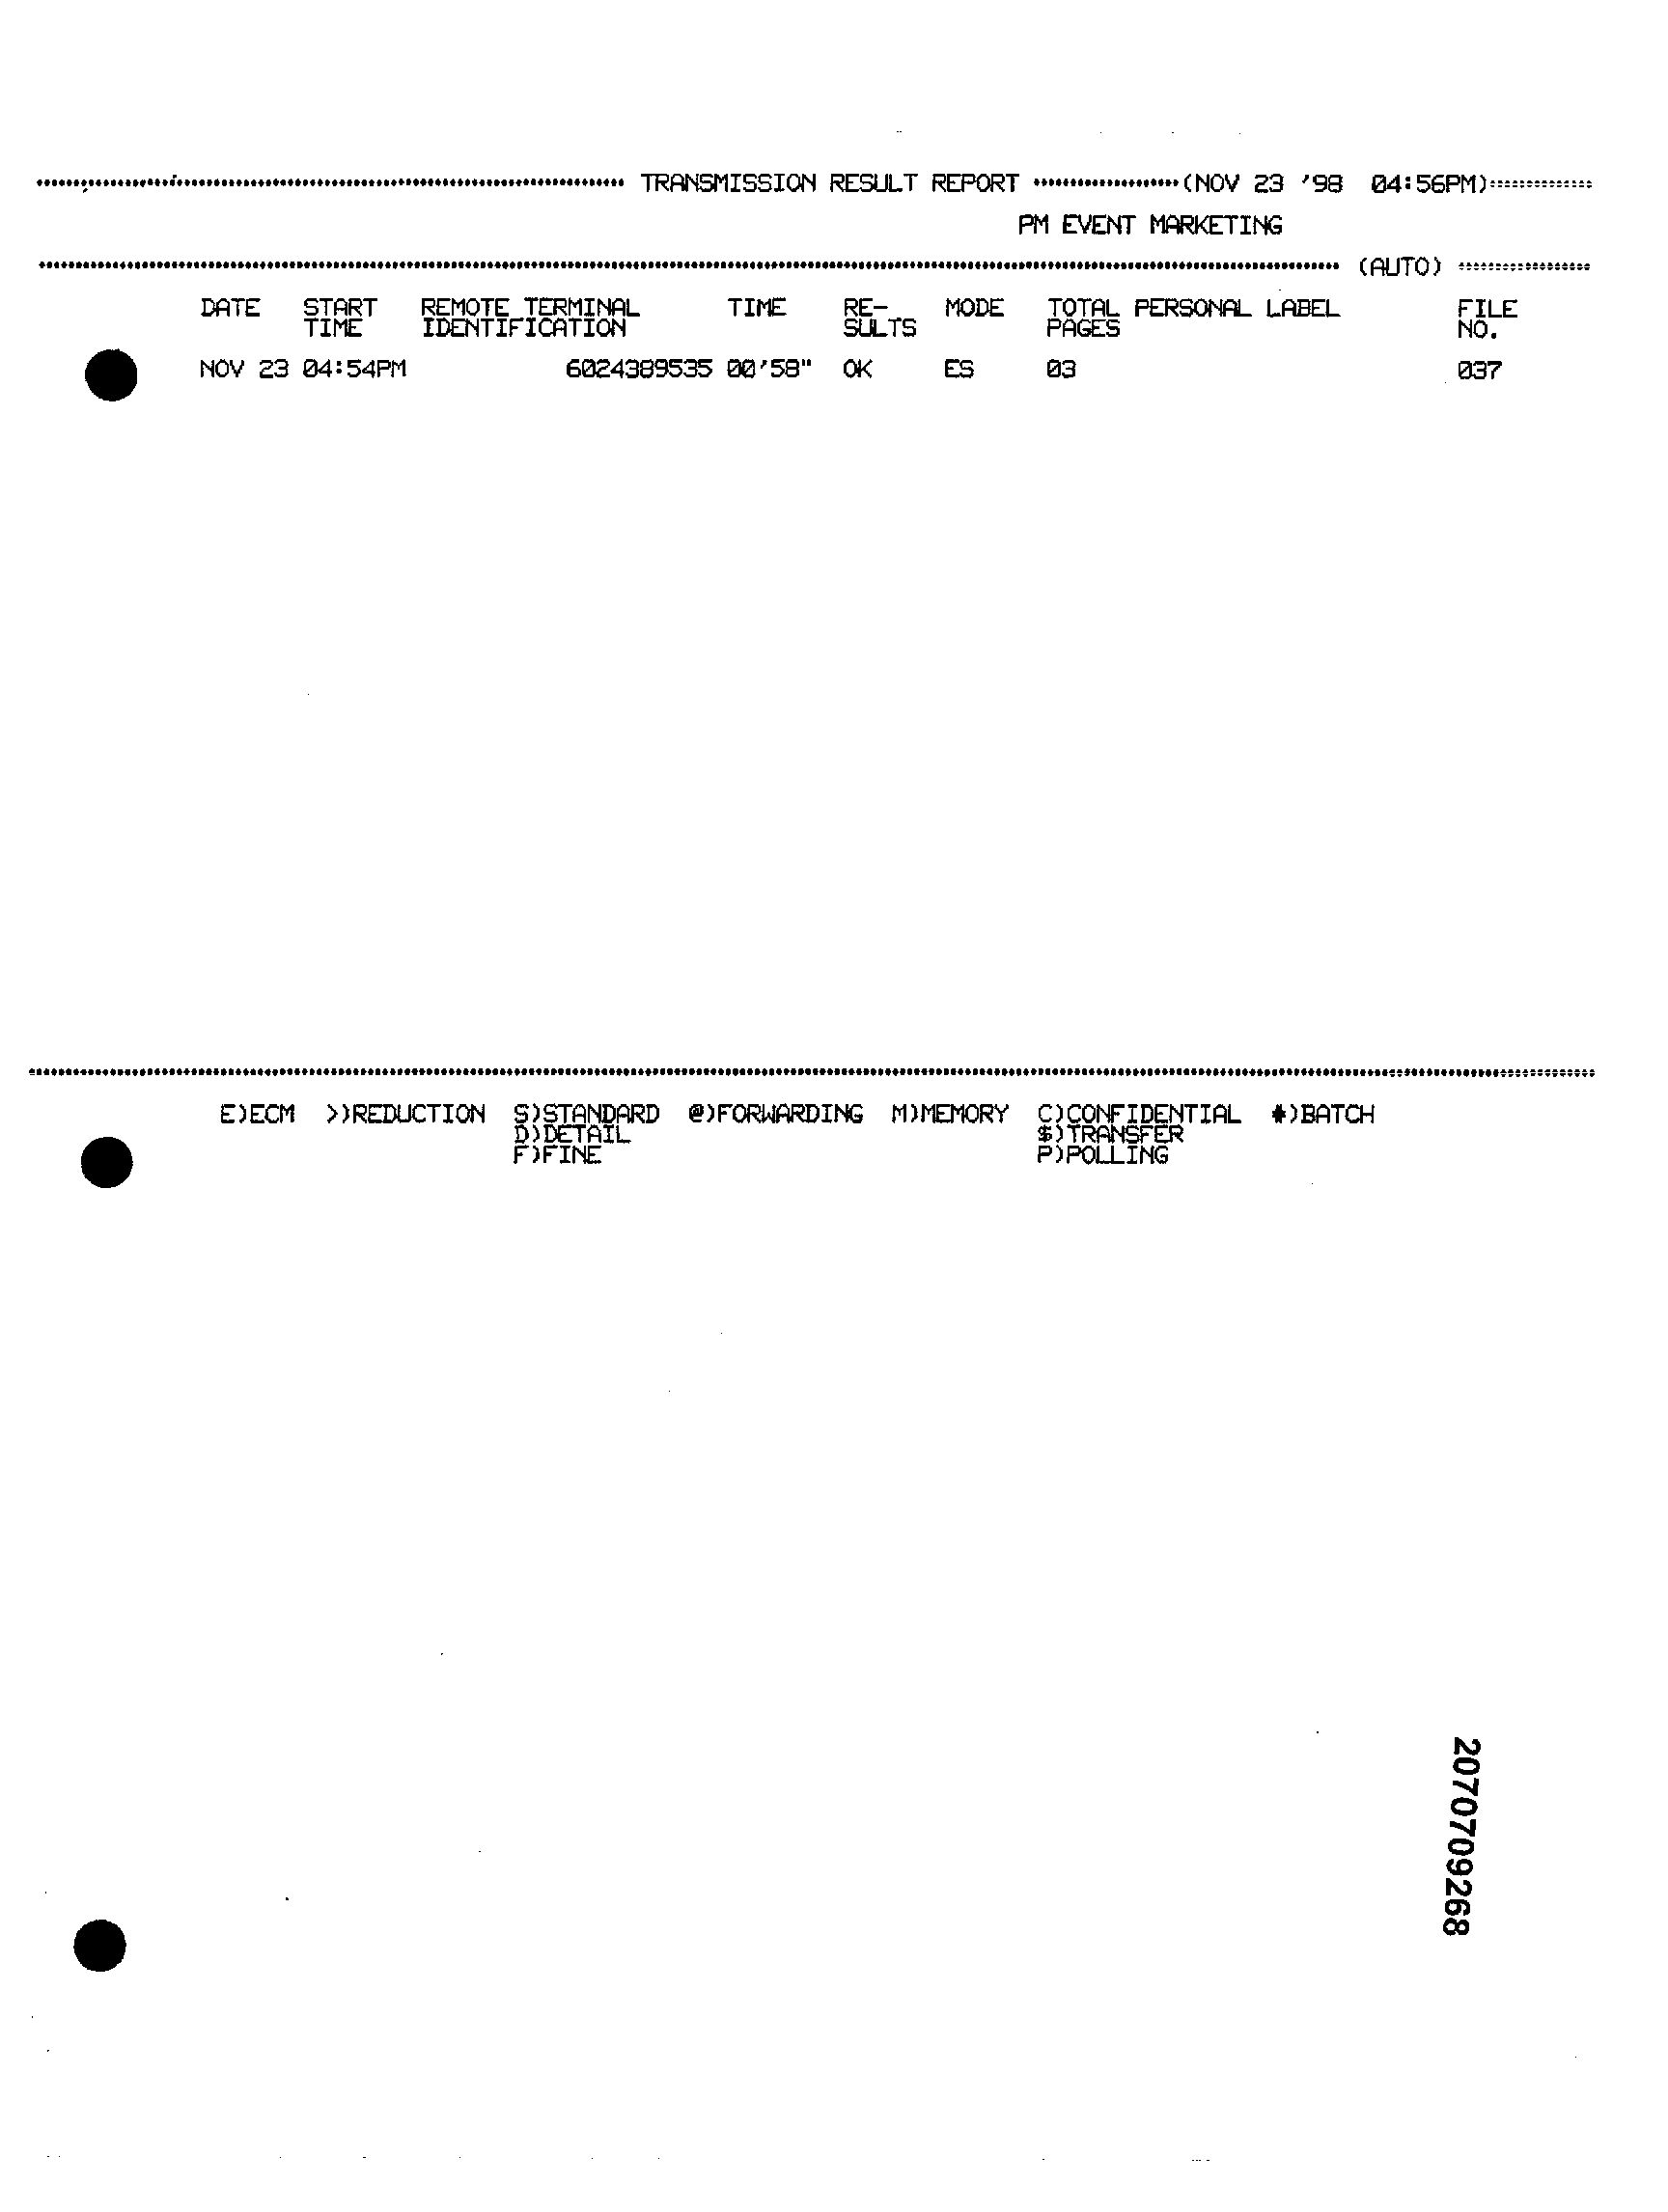 TRANSMISSION RESULT REPORT (NOV 23 '98 04:56PM)
PM EVENT MARKETING
(AUTO)
DATE START REMOTE TERMINAL TIME RE- MODE TOTAL PERSONAL LABEL FILE
TIME IDENTIFICATION SULTS PAGES NO.
NOV 23 04:54PM 6024389535 00'58" OK ES 03 037
E)ECM >)REDUCTION S)STANDARD @)FORWARDING M)MEMORY C)CONFIDENTIAL #)BATCH
D)DETAIL $)TRANSFER
F)FINE P)POLLING
2070709268